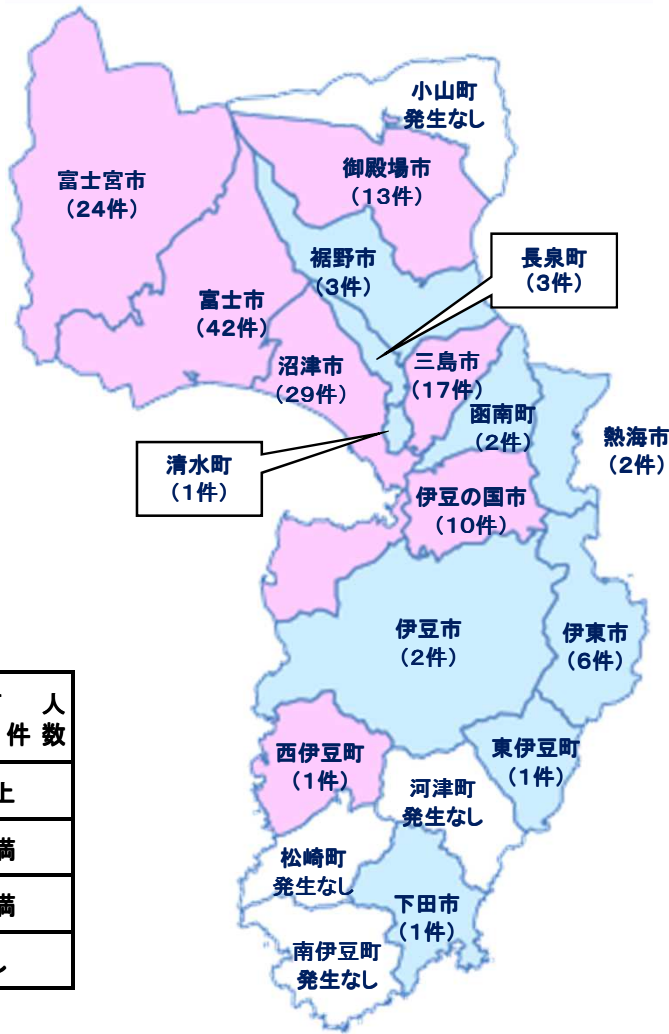 小山町
発生なし
富士宮市
（24件）
御殿場市
（13件）
裾野市
（3件）
長泉町
（3件）
富士市
（42件）
沼津市
（29件）
三島市
（17件）
函南町
（2件）
熱海市
（2件）
清水町
（1件）
伊豆の国市
（10件）
伊豆市
（2件）
伊東市
（6件）
人
件 数
上
満
満
西伊豆町
（1件）
東伊豆町
（1件）
河津町
発生なし
松崎町
発生なし
下田市
（1件）
南伊豆町
発生なし